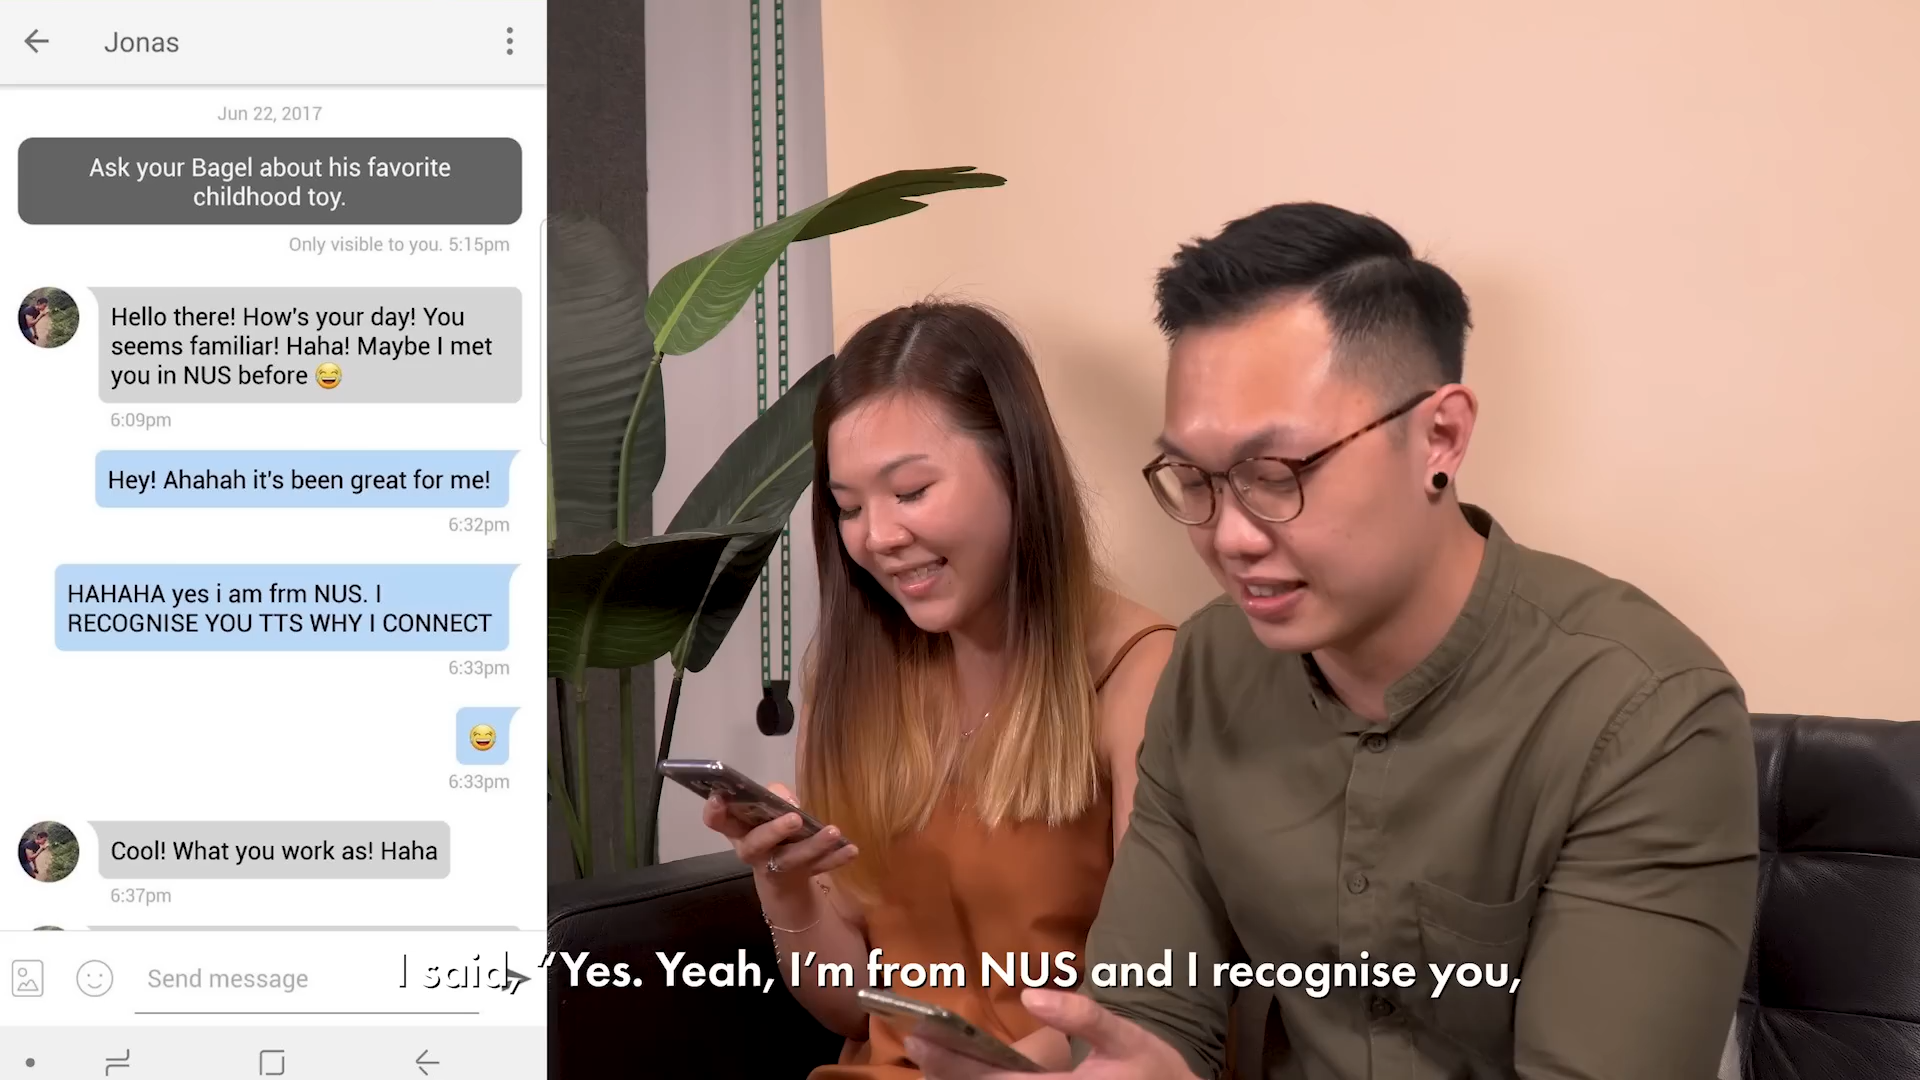 Jonas
Jun 22, 2017
Ask your Bagel about his favorite
childhood toy.
Only visible to you. 5:15pm
Hello there! How's your day! You
seems familiar! Haha! Maybe I met
you in NUS before 😆
6:09pm
Hey! Ahahah it's been great for me!
6:32pm
HAHAHA yes i am frm NUS. I
RECOGNISE YOU TTS WHY I CONNECT
6:33pm
😆
6:33pm
Cool! What you work as! Haha
6:37pm
Send message
I said, “Yes. Yeah, I’m from NUS and I recognise you,